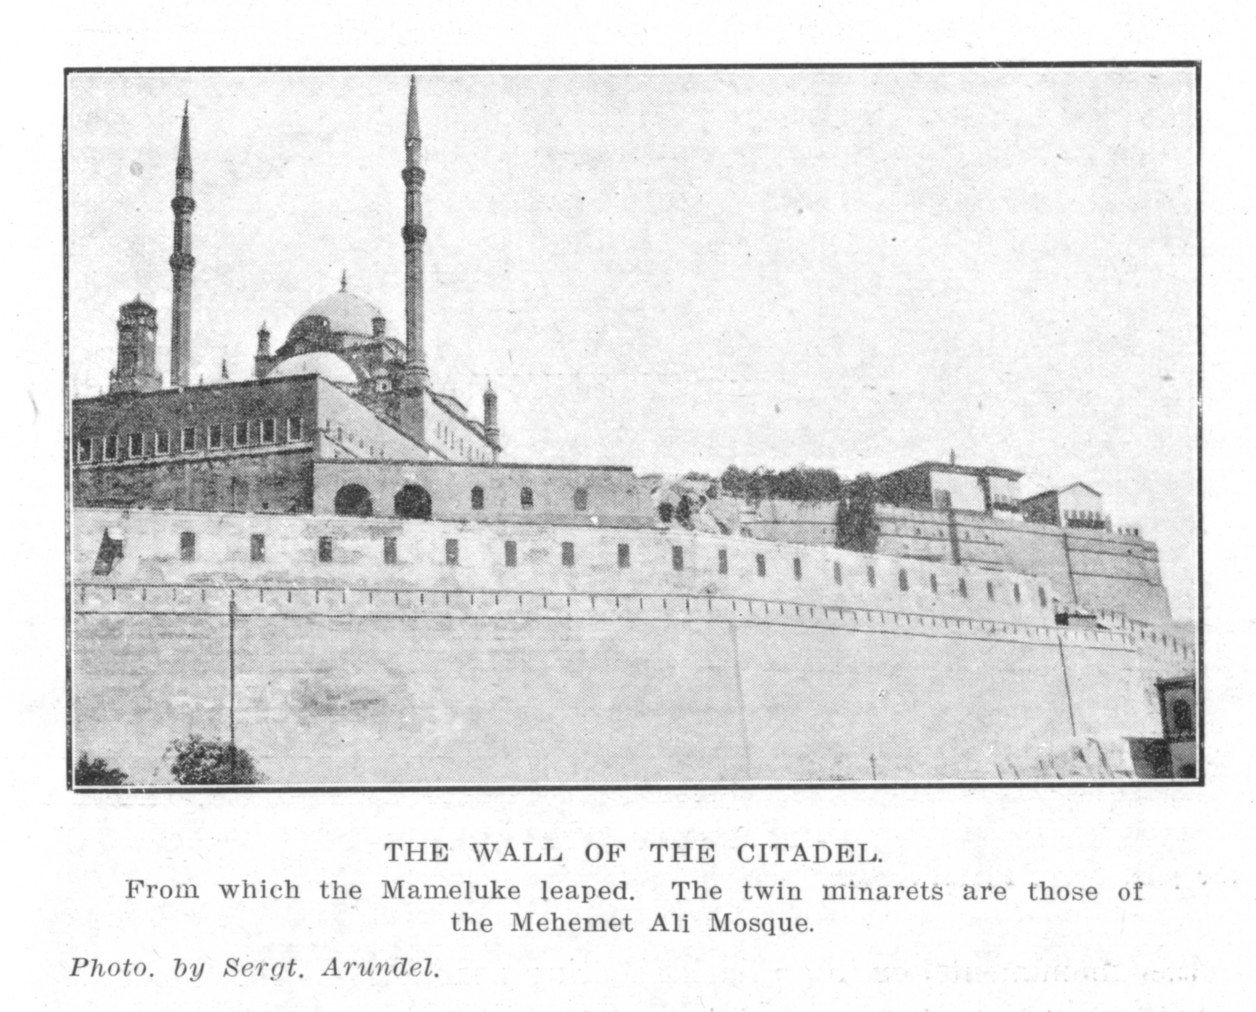 THE WALL OF THE CITADEL.
From which the Mameluke leaped. The twin minarets are those of
the Mehemet Ali Mosque.
Photo. by Sergt. Arundel.